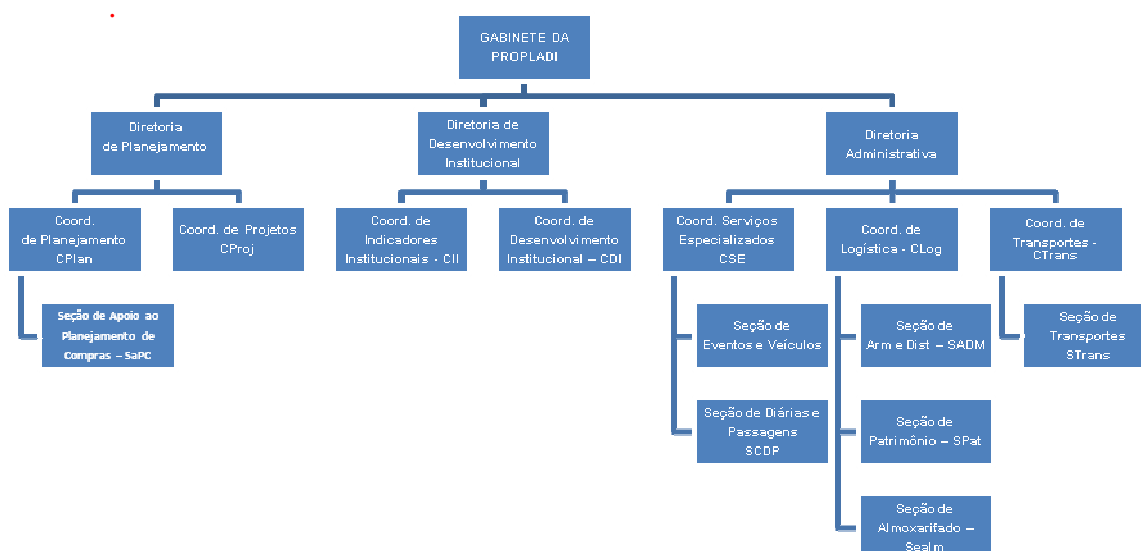 GABINETE DA
PROPLADI
Diretoria
de Planejamento
Diretoria de
Desenvolvimento
Institucional
Diretoria
Administrativa
Coord.
de Planejamento
CPlan
Coord. de Projetos
CProj
Coord. de
Indicadores
Institucionais - CII
Coord. de
Desenvolvimento
Institucional – CDI
Coord. Serviços
Especializados
CSE
Coord. de
Logística - CLog
Coord. de
Transportes -
CTrans
Seção de Apoio ao
Planejamento de
Compras – SaPC
Seção de
Eventos e Veículos
Seção de
Arm e Dist – SADM
Seção de
Transportes
STrans
Seção de Diárias e
Passagens
SCDP
Seção de
Patrimônio – SPat
Seção de
Almoxarifado –
Sealm